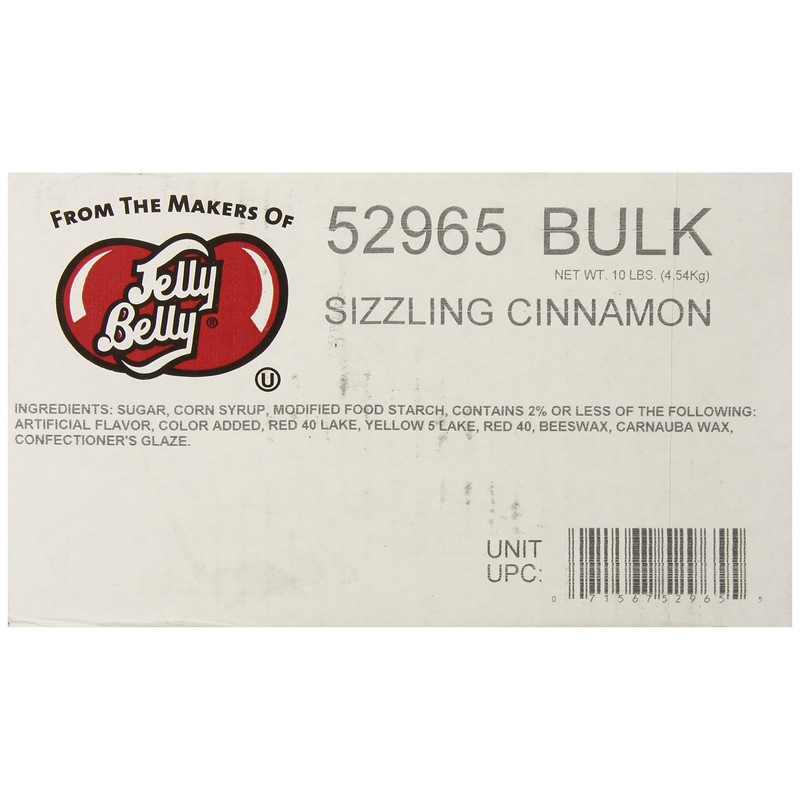 FROM THE MAKERS OF
Jelly
Belly®
U
52965 BULK
NET WT. 10 LBS. (4.54Kg)
SIZZLING CINNAMON
INGREDIENTS: SUGAR, CORN SYRUP, MODIFIED FOOD STARCH, CONTAINS 2% OR LESS OF THE FOLLOWING:
ARTIFICIAL FLAVOR, COLOR ADDED, RED 40 LAKE, YELLOW 5 LAKE, RED 40, BEESWAX, CARNAUBA WAX,
CONFECTIONER'S GLAZE.
UNIT
UPC:
0 71567 52965 5